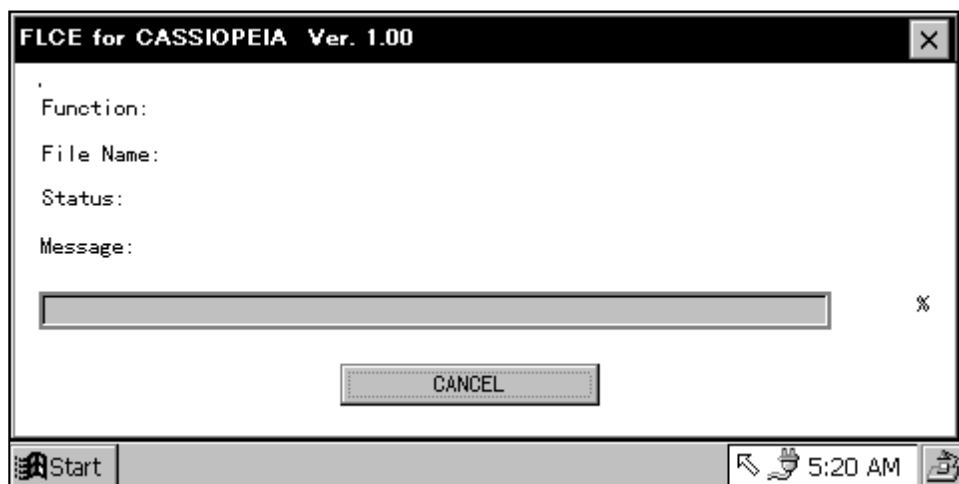 FLCE for CASSIOPEIA Ver. 1.00
Function:
File Name:
Status:
Message:
%
CANCEL
Start 5:20 AM